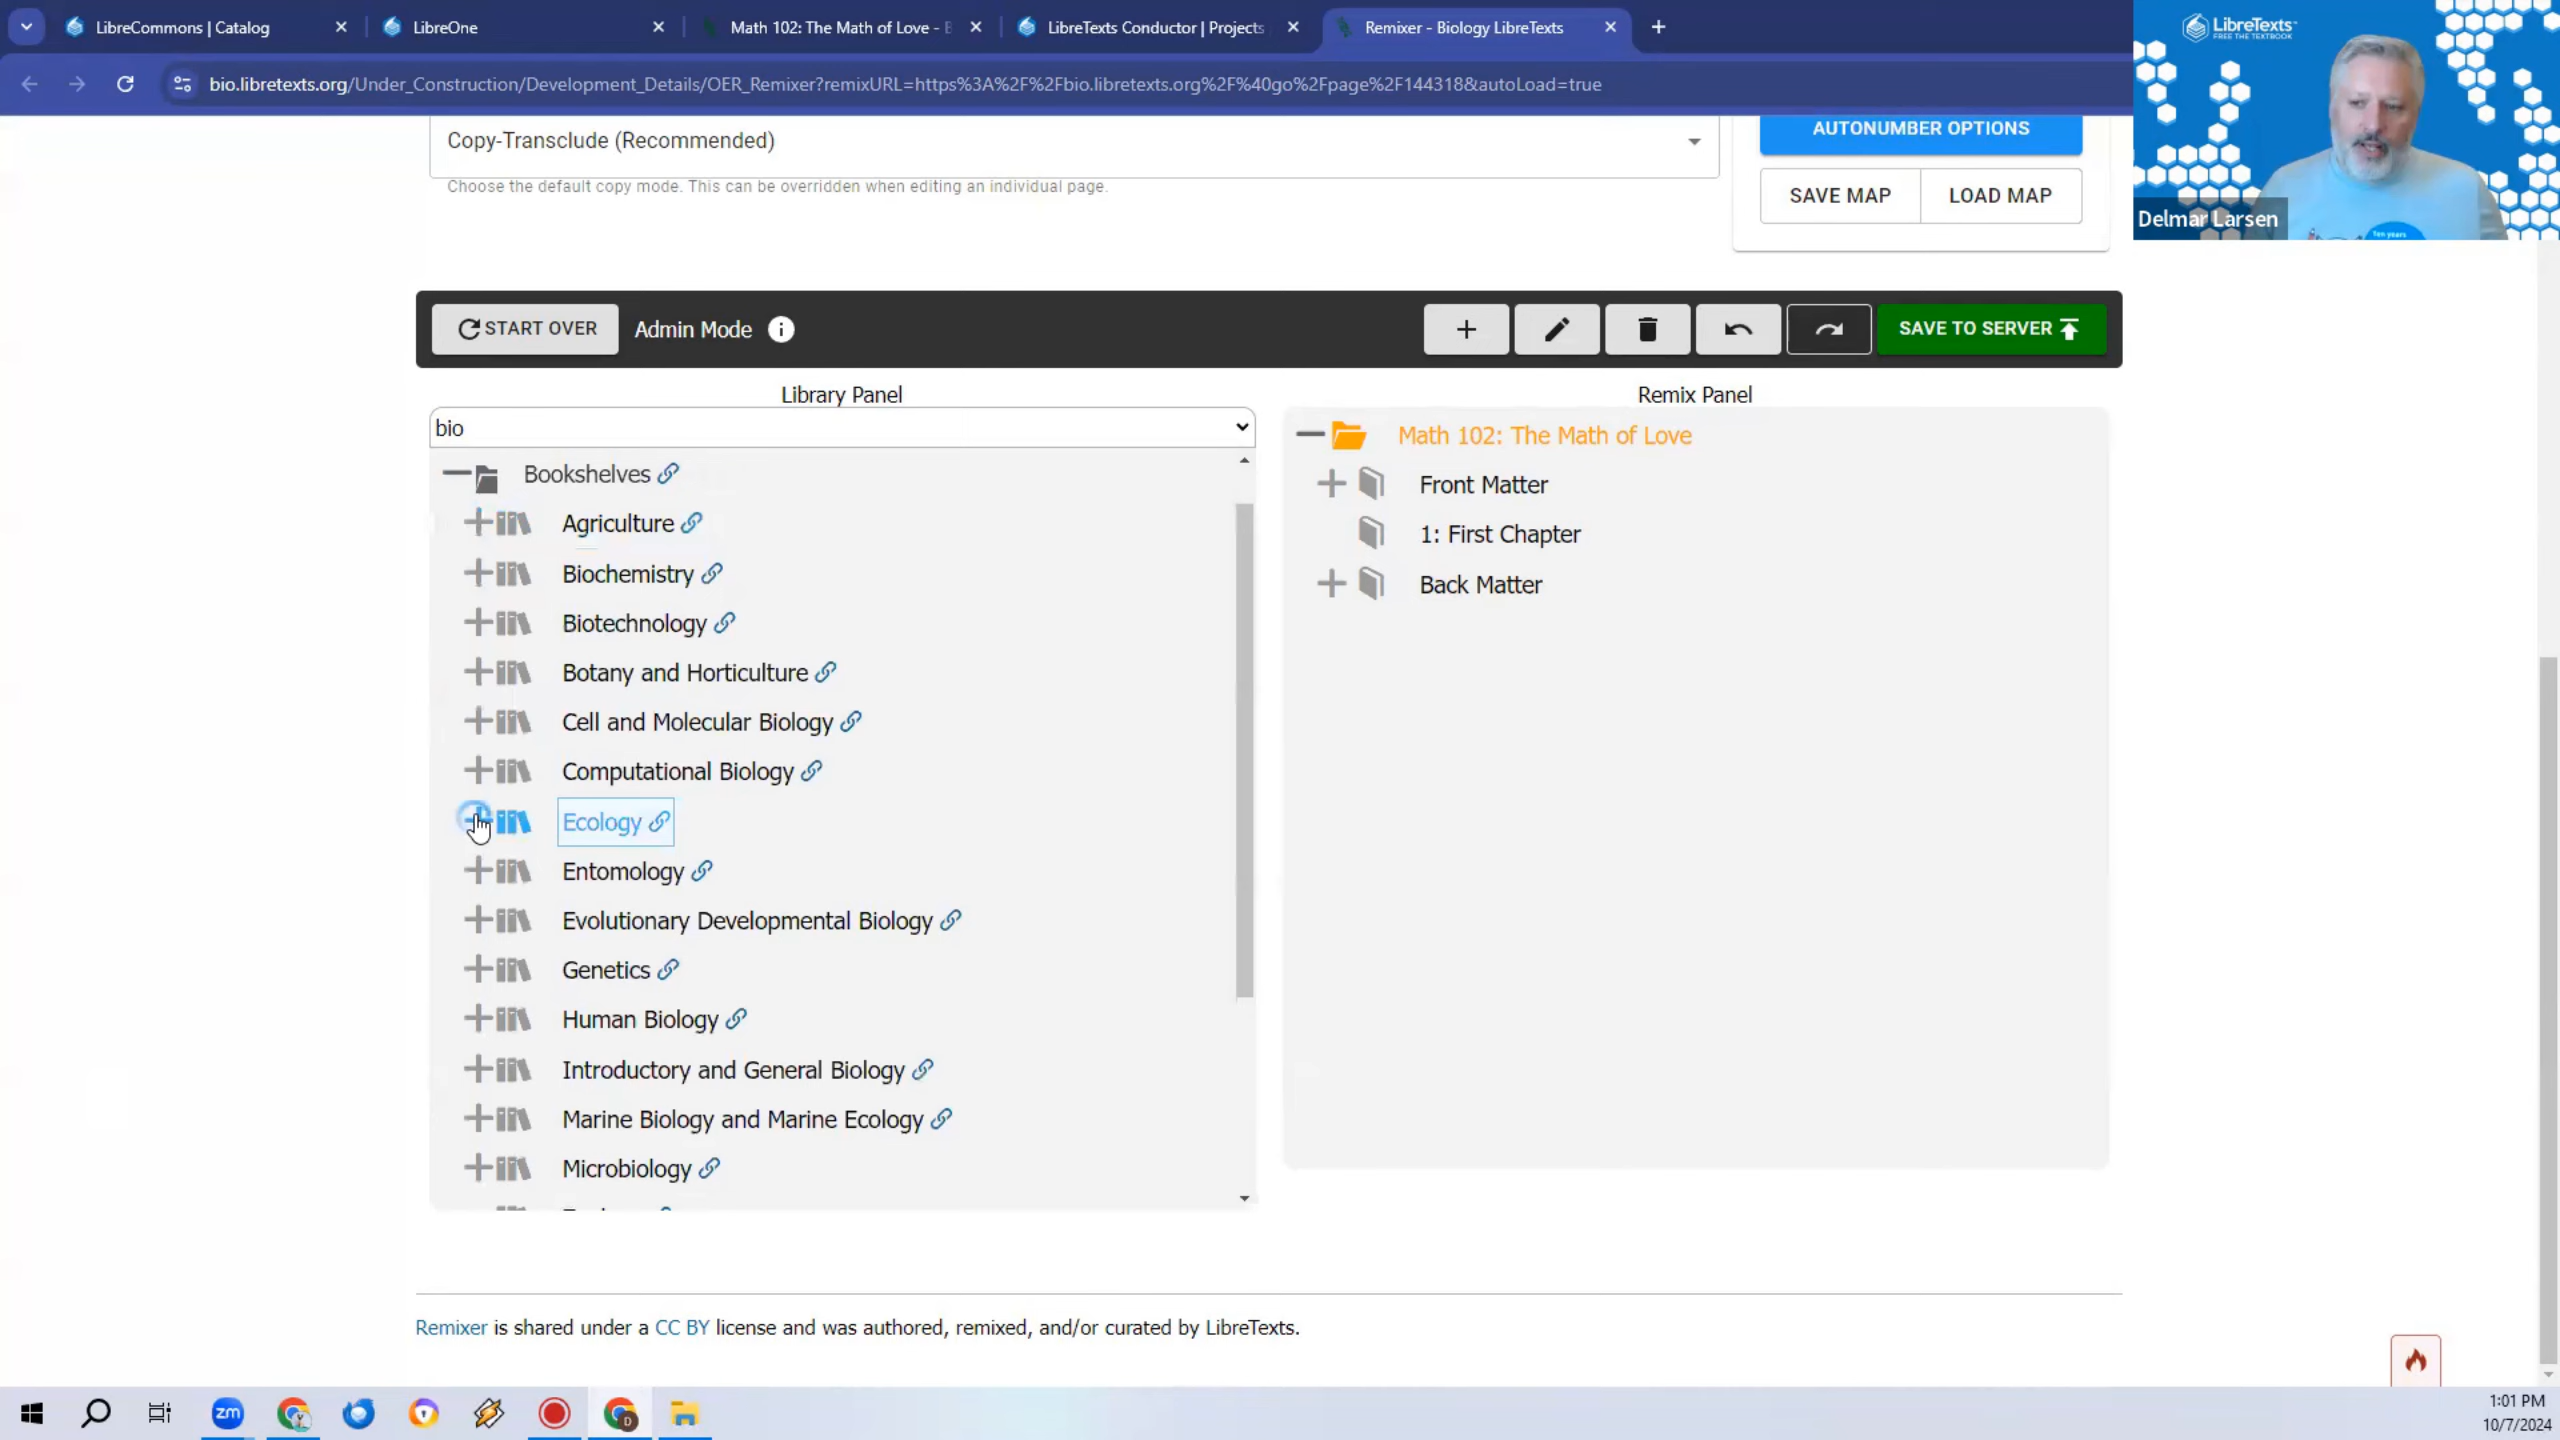 LibreCommons | Catalog
LibreOne
Math 102: The Math of Love - B
LibreTexts Conductor | Projects
Remixer - Biology LibreTexts
bio.libretexts.org/Under_Construction/Development_Details/OER_Remixer?remixURL=https%3A%2F%2Fbio.libretexts.org%2F%40go%2Fpage%2F144318&autoLoad=true
LibreTexts
FREE THE TEXTBOOK
Delmar Larsen
Ten years
Copy-Transclude (Recommended)
Choose the default copy mode. This can be overridden when editing an individual page.
AUTONUMBER OPTIONS
SAVE MAP
LOAD MAP
START OVER
Admin Mode
SAVE TO SERVER
Library Panel
Remix Panel
bio
Bookshelves
Agriculture
Biochemistry
Biotechnology
Botany and Horticulture
Cell and Molecular Biology
Computational Biology
Ecology
Entomology
Evolutionary Developmental Biology
Genetics
Human Biology
Introductory and General Biology
Marine Biology and Marine Ecology
Microbiology
Math 102: The Math of Love
Front Matter
1: First Chapter
Back Matter
Remixer is shared under a CC BY license and was authored, remixed, and/or curated by LibreTexts.
zm
D
1:01 PM
10/7/2024